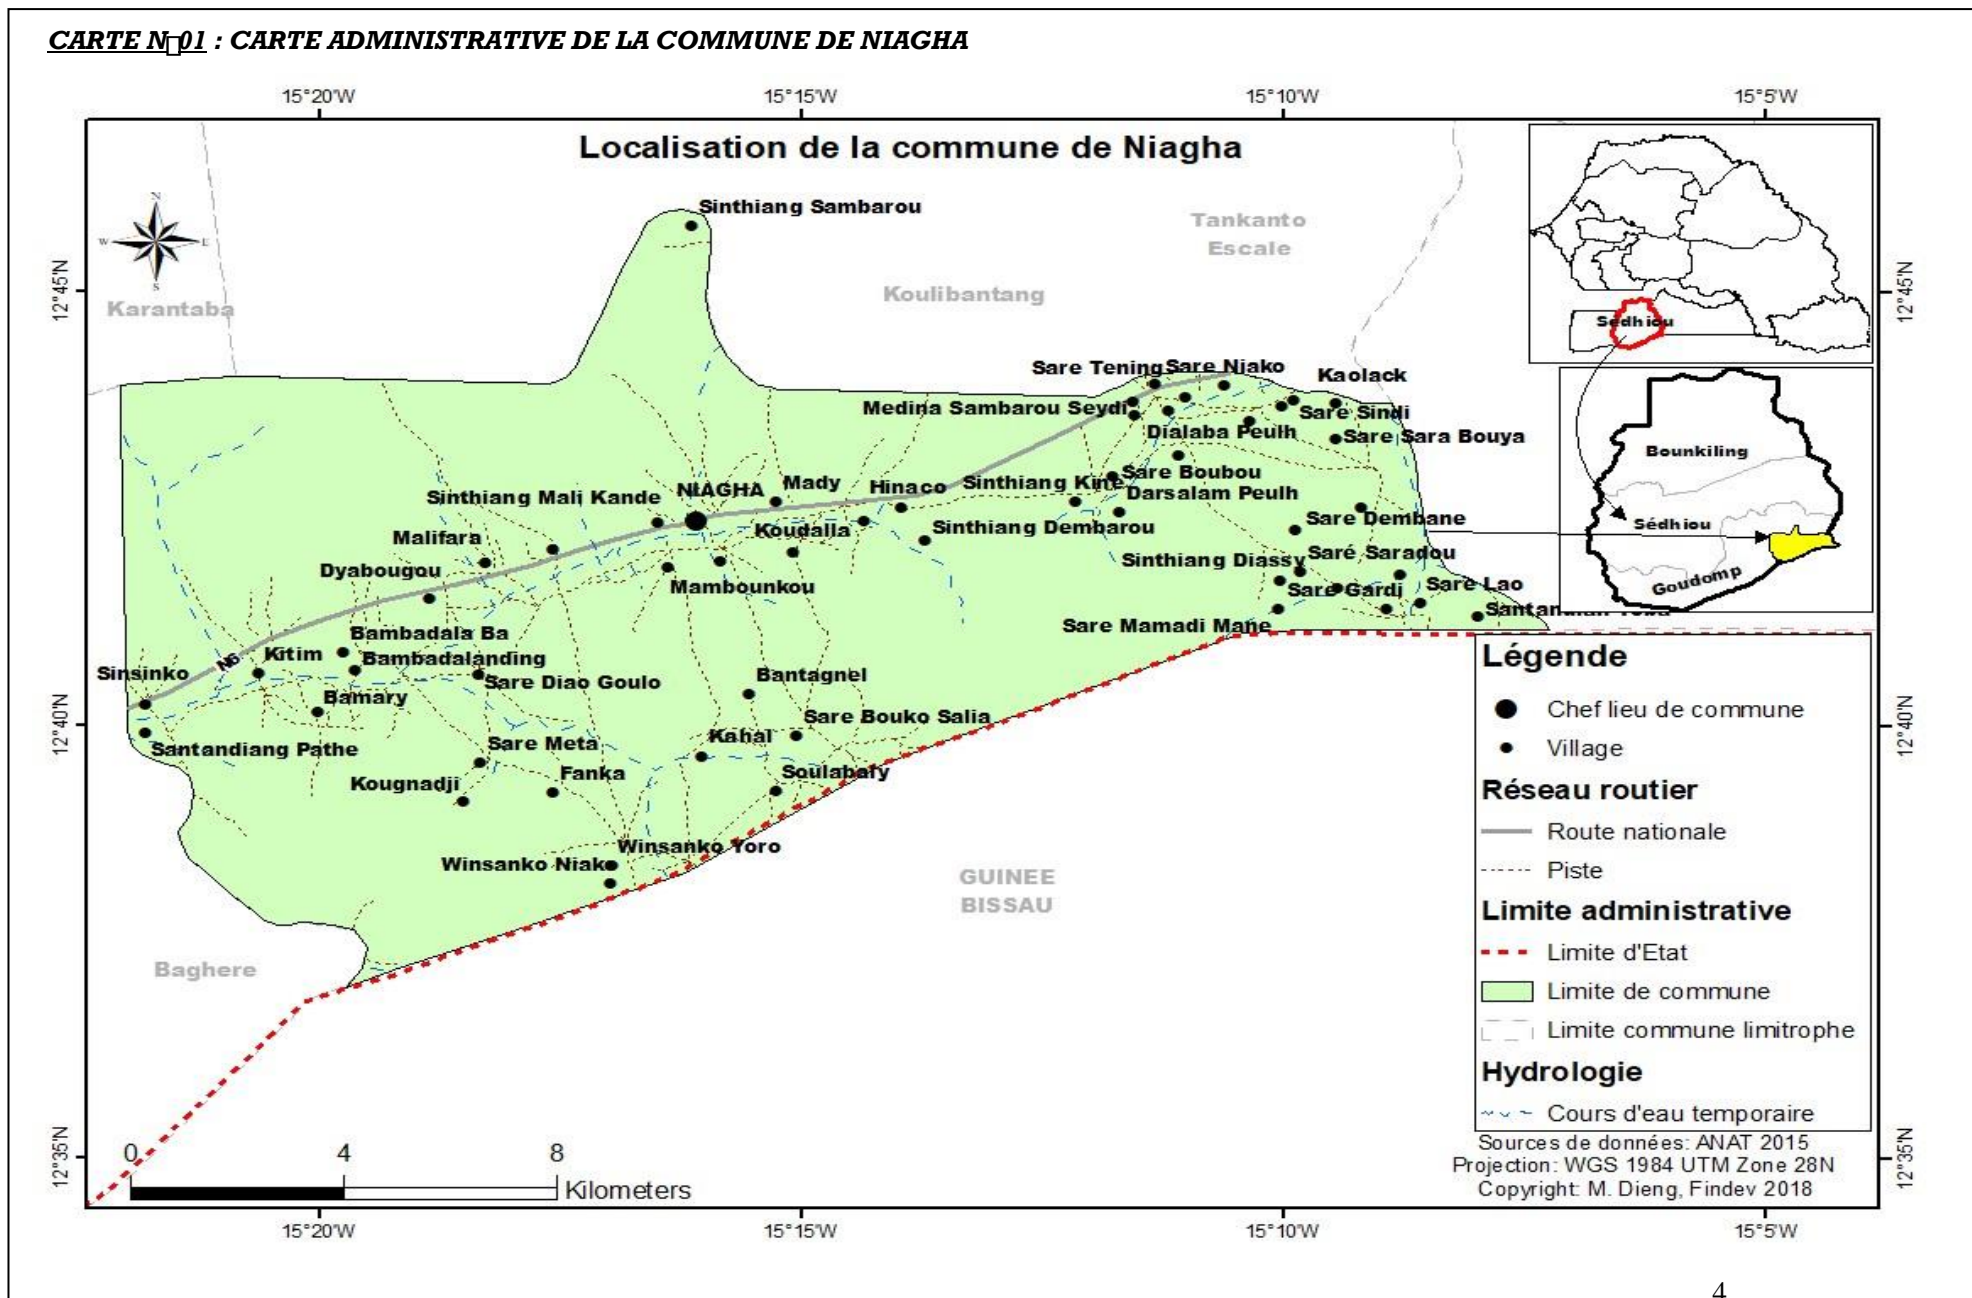 CARTE N▯01 : CARTE ADMINISTRATIVE DE LA COMMUNE DE NIAGHA
15°20'W 15°15'W 15°10'W 15°5'W
Localisation de la commune de Niagha
N
W E
S
12°45'N
12°40'N
12°35'N
12°45'N
12°40'N
12°35'N
Karantaba
Koulibantang
Tankanto
Escale
Baghere
GUINEE
BISSAU
Sinthiang Sambarou
Sare Tening
Sare Niako
Kaolack
Medina Sambarou Seydi
Sare Sindi
Dialaba Peulh
Sare Sara Bouya
Sare Boubou
Sinthiang Kine
Darsalam Peulh
Sinthiang Mali Kande
NIAGHA
Mady
Hinaco
Koudalla
Sinthiang Dembarou
Sare Dembane
Malifara
Dyabougou
Mambounkou
Sinthiang Diassy
Saré Saradou
Sare Gardi
Sare Lao
Sare Mamadi Mane
Bambadala Ba
Kitim
Bambadalanding
Sinsinko
N6
Sare Diao Goulo
Bamary
Bantagnel
Sare Bouko Salia
Santandiang Pathe
Sare Meta
Kahal
Kougnadji
Fanka
Soulabaly
Winsanko Yoro
Winsanko Niako
Sédhiou
Bounkiling
Sédhiou
Goudomp
Légende
Chef lieu de commune
Village
Réseau routier
Route nationale
Piste
Limite administrative
Limite d'Etat
Limite de commune
Limite commune limitrophe
Hydrologie
Cours d'eau temporaire
Sources de données: ANAT 2015
Projection: WGS 1984 UTM Zone 28N
Copyright: M. Dieng, Findev 2018
0 4 8
Kilometers
15°20'W 15°15'W 15°10'W 15°5'W
4